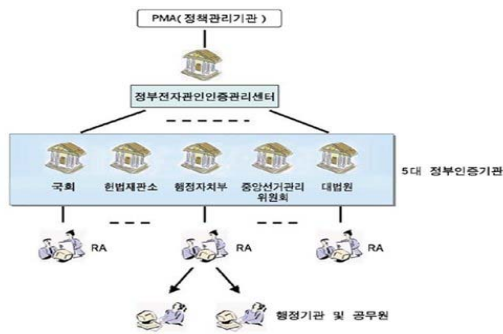 PMA(정책관리기관)
정부전자관인인증관리센터
국회 헌법재판소 행정자치부 중앙선거관리위원회 대법원
5대 정부인증기관
RA RA RA
행정기관 및 공무원